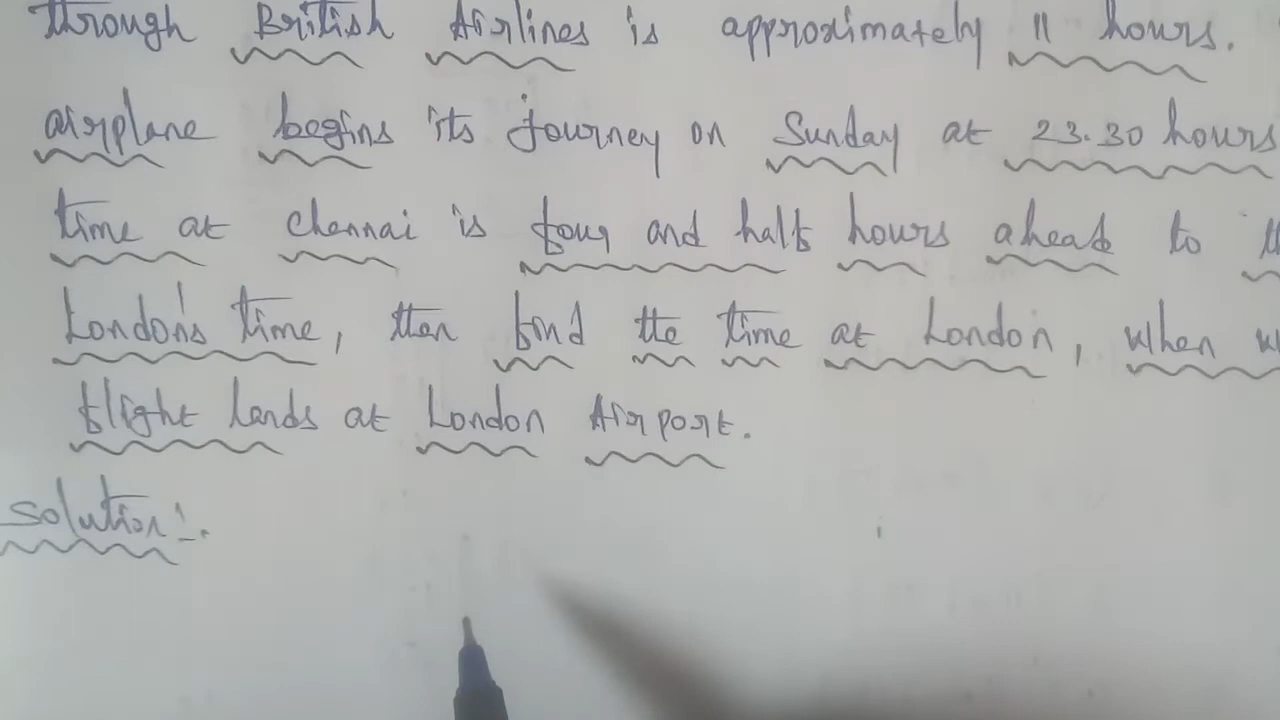 through British Airlines is approximately 11 hours.
airplane begins its journey on Sunday at 23.30 hours
time at chennai is four and half hours ahead to
London's time, then find the time at London, when
flight lands at London Airport.
Solution:.